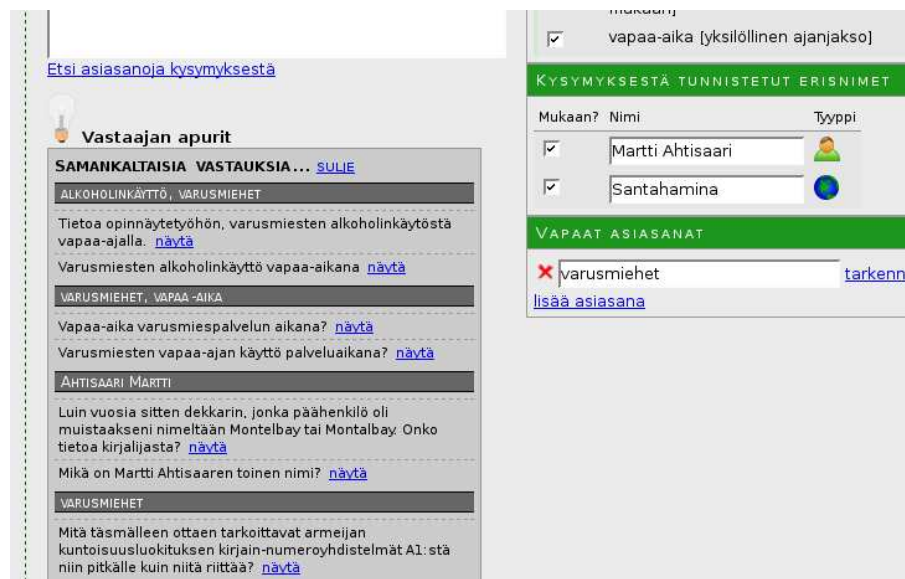 Etsi asiasanoja kysymyksestä
Vastaajan apurit
SAMANKALTAISIA VASTAUKSIA... SULJE
ALKOHOLINKÄYTTÖ, VARUSMIEHET
Tietoa opinnäytetyöhön, varusmiesten alkoholinkäytöstä
vapaa-ajalla. näytä
Varusmiesten alkoholinkäyttö vapaa-aikana näytä
VARUSMIEHET, VAPAA-AIKA
Vapaa-aika varusmiespalvelun aikana? näytä
Varusmiesten vapaa-ajan käyttö palveluaikana? näytä
AHTISAARI MARTTI
Luin vuosia sitten dekkarin, jonka päähenkilö oli
muistaakseni nimeltään Montelbay tai Montalbay. Onko
tietoa kirjalijasta? näytä
Mikä on Martti Ahtisaaren toinen nimi? näytä
VARUSMIEHET
Mitä täsmälleen ottaen tarkoittavat armeijan
kuntoisuusluokituksen kirjain-numeroyhdistelmät A1:stä
niin pitkälle kuin niitä riittää? näytä
mukaan]
vapaa-aika [yksilöllinen ajanjakso]
KYSYMYKSESTÄ TUNNISTETUT ERISNIMET
Mukaan? Nimi Tyyppi
Martti Ahtisaari
Santahamina
VAPAAT ASIASANAT
varusmiehet tarkenn
lisää asiasana